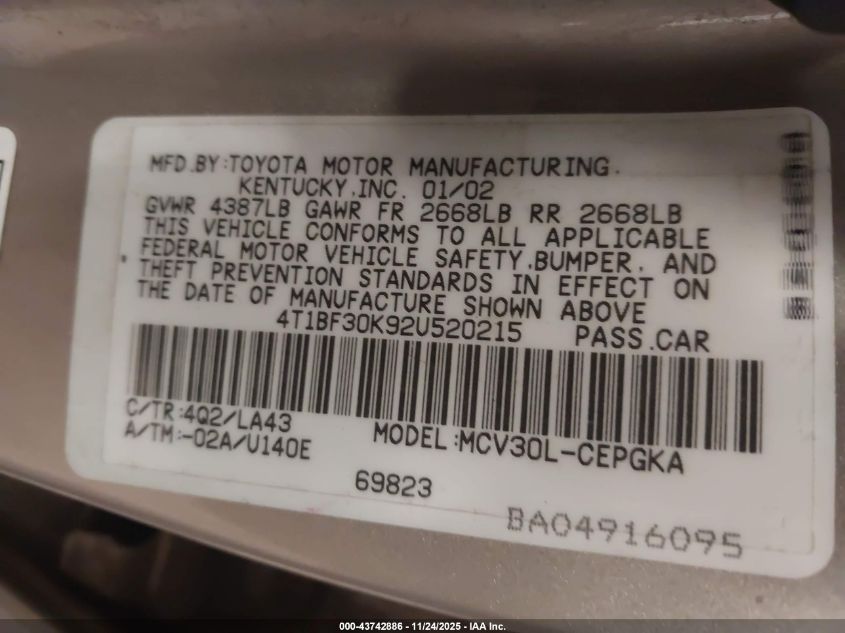 MFD.BY:TOYOTA MOTOR MANUFACTURING.
KENTUCKY,INC. 01/02
GVWR 4387LB GAWR FR 2668LB RR 2668LB
THIS VEHICLE CONFORMS TO ALL APPLICABLE
FEDERAL MOTOR VEHICLE SAFETY,BUMPER, AND
THEFT PREVENTION STANDARDS IN EFFECT ON
THE DATE OF MANUFACTURE SHOWN ABOVE
4T1BF30K92U520215 PASS.CAR
C/TR:4Q2/LA43
A/TM:-02A/U140E
MODEL:MCV30L-CEPGKA
69823
BA04916095
000-43742886 - 11/24/2025 - IAA Inc.